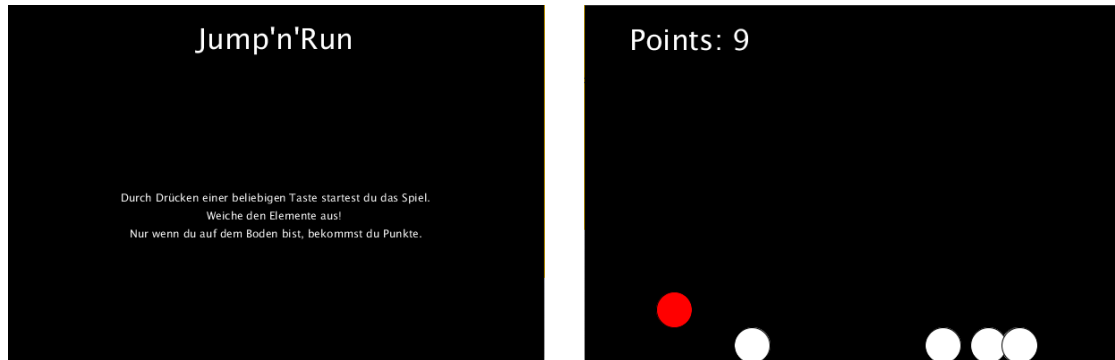 Jump'n'Run
Durch Drücken einer beliebigen Taste startest du das Spiel.
Weiche den Elemente aus!
Nur wenn du auf dem Boden bist, bekommst du Punkte.
Points: 9